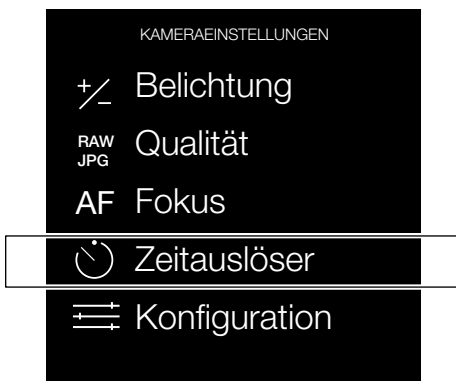 KAMERAEINSTELLUNGEN
+/- Belichtung
RAW
JPG Qualität
AF Fokus
Zeitauslöser
Konfiguration